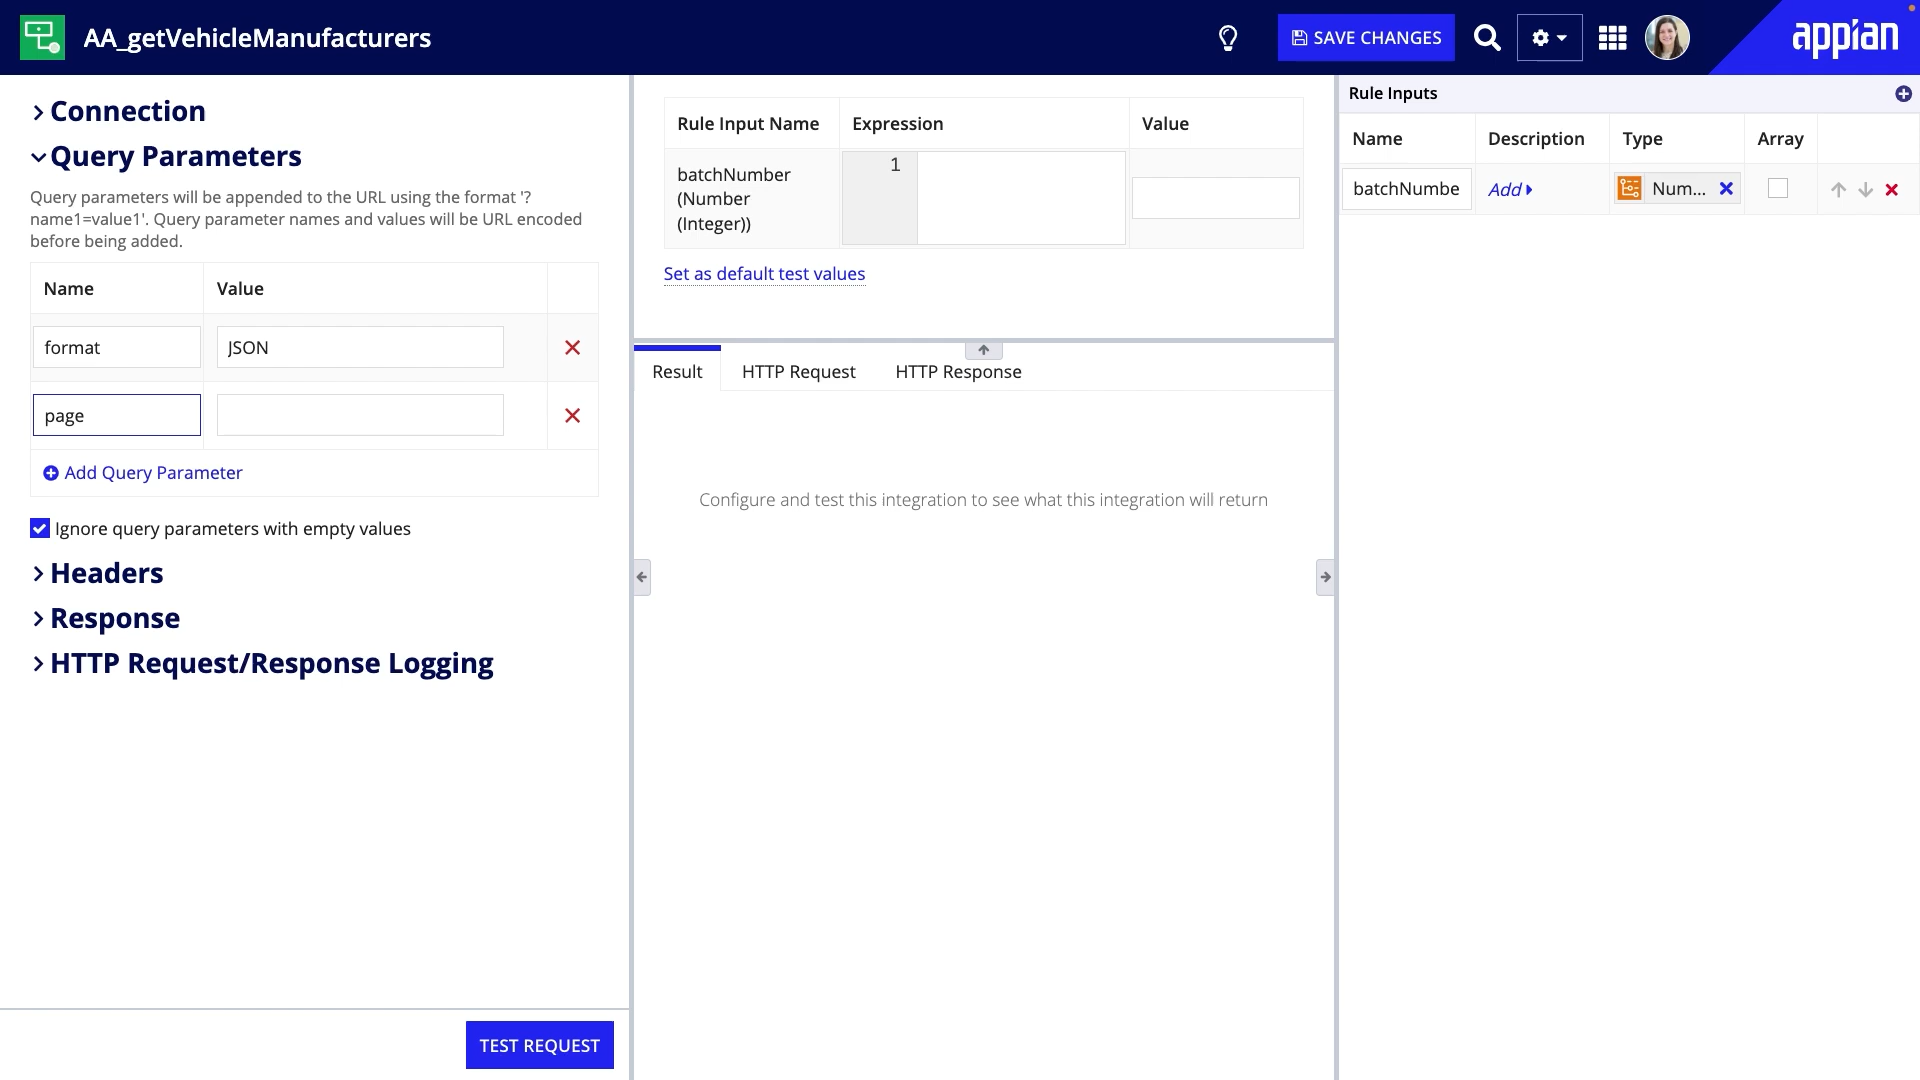 AA_getVehicleManufacturers
SAVE CHANGES
appian
Connection
Query Parameters
Query parameters will be appended to the URL using the format '?
name1=value1'. Query parameter names and values will be URL encoded
before being added.
Name Value
format JSON
page
Add Query Parameter
Ignore query parameters with empty values
Headers
Response
HTTP Request/Response Logging
TEST REQUEST
Rule Input Name Expression Value
batchNumber
(Number
(Integer))
1
Set as default test values
Result HTTP Request HTTP Response
Configure and test this integration to see what this integration will return
Rule Inputs
Name Description Type Array
batchNumbe Add Num...